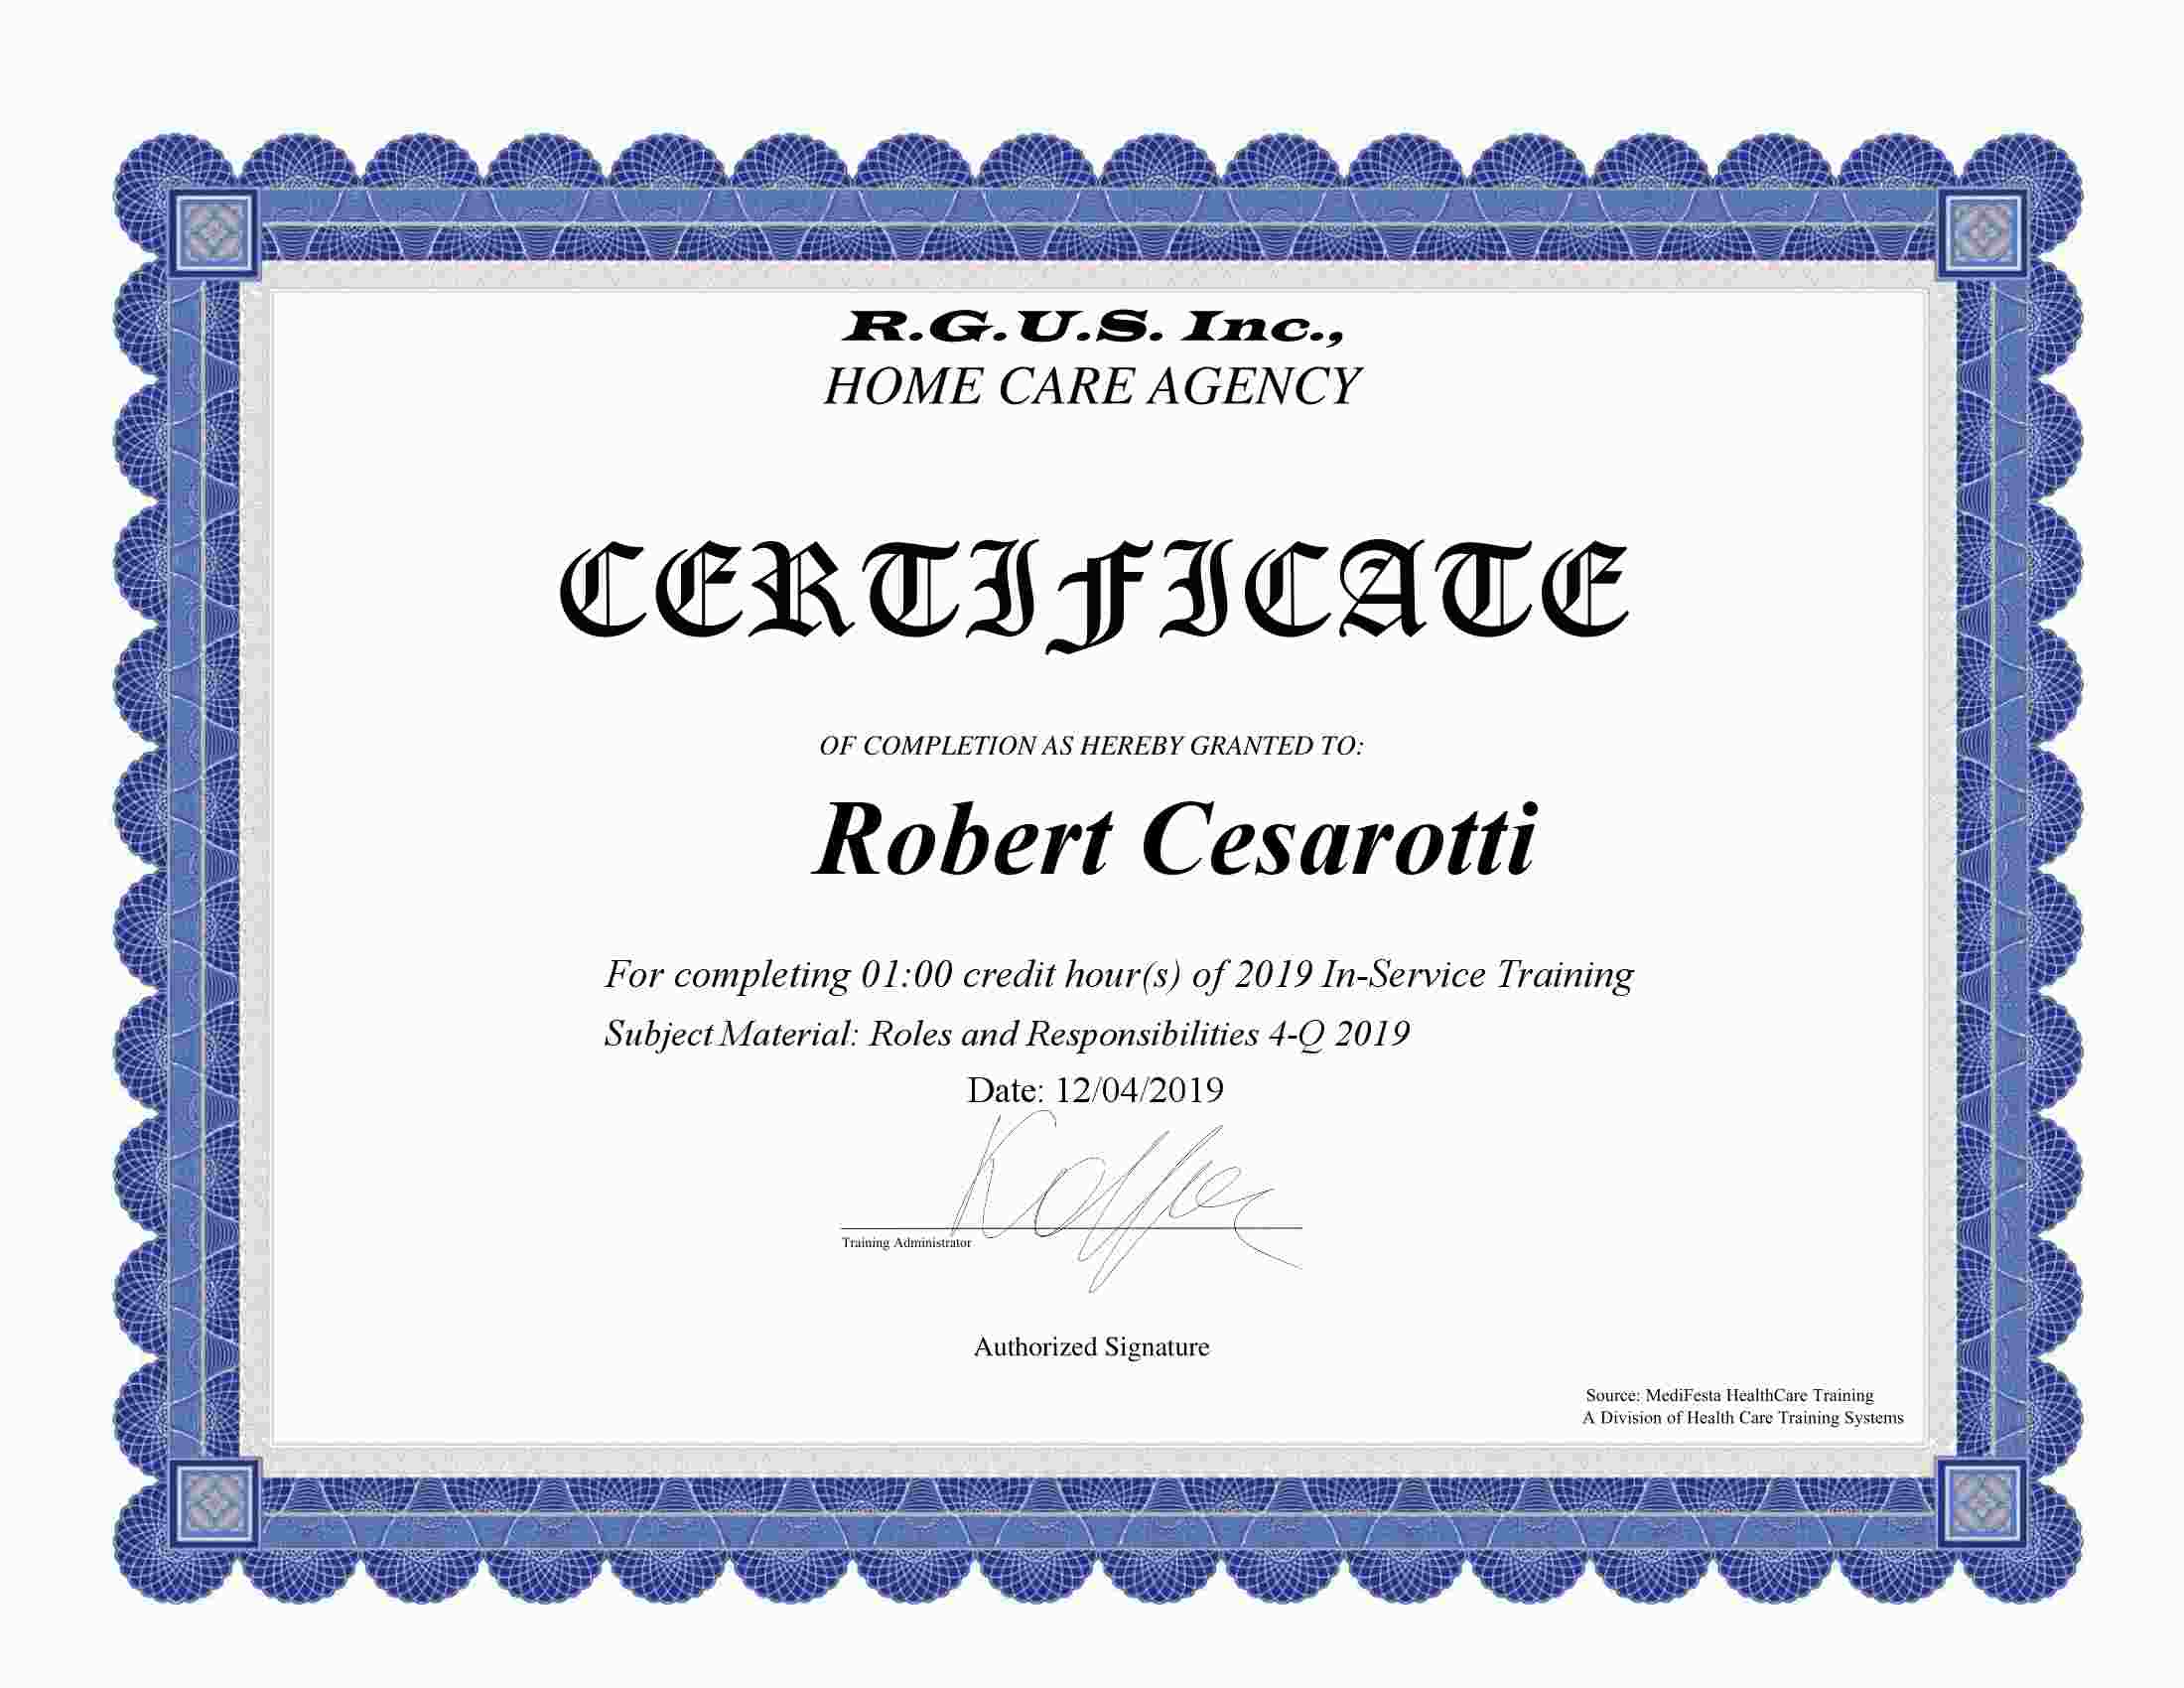 R.G.U.S. Inc.,
HOME CARE AGENCY
CERTIFICATE
OF COMPLETION AS HEREBY GRANTED TO:
Robert Cesarotti
For completing 01:00 credit hour(s) of 2019 In-Service Training
Subject Material: Roles and Responsibilities 4-Q 2019
Date: 12/04/2019
Training Administrator
Authorized Signature
Source: MediFesta HealthCare Training
A Division of Health Care Training Systems